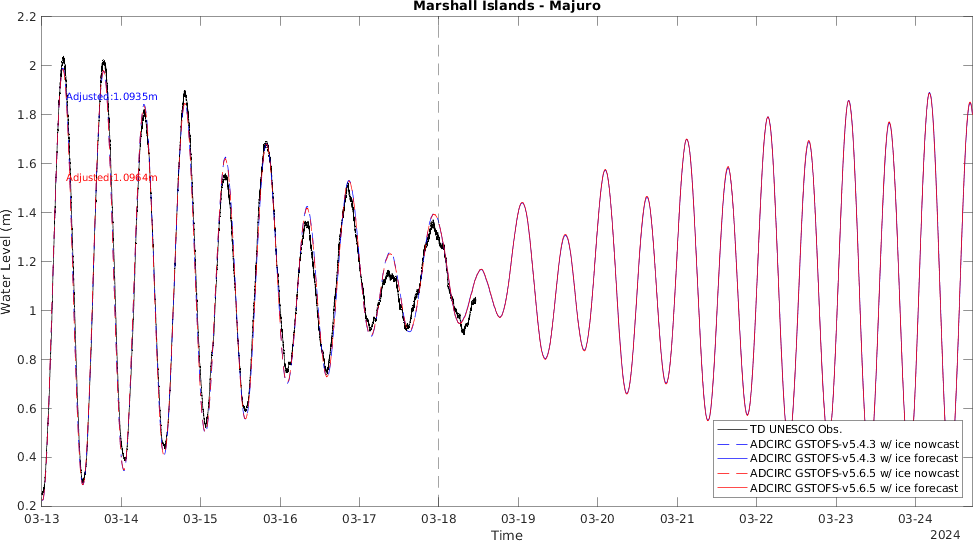 Marshall Islands - Majuro
2.2
2
1.8
1.6
1.4
1.2
1
0.8
0.6
0.4
0.2
Water Level (m)
Adjusted:1.0935m
Adjusted:1.0964m
TD UNESCO Obs.
ADCIRC GSTOFS-v5.4.3 w/ ice nowcast
ADCIRC GSTOFS-v5.4.3 w/ ice forecast
ADCIRC GSTOFS-v5.6.5 w/ ice nowcast
ADCIRC GSTOFS-v5.6.5 w/ ice forecast
03-13 03-14 03-15 03-16 03-17 03-18 03-19 03-20 03-21 03-22 03-23 03-24
Time
2024